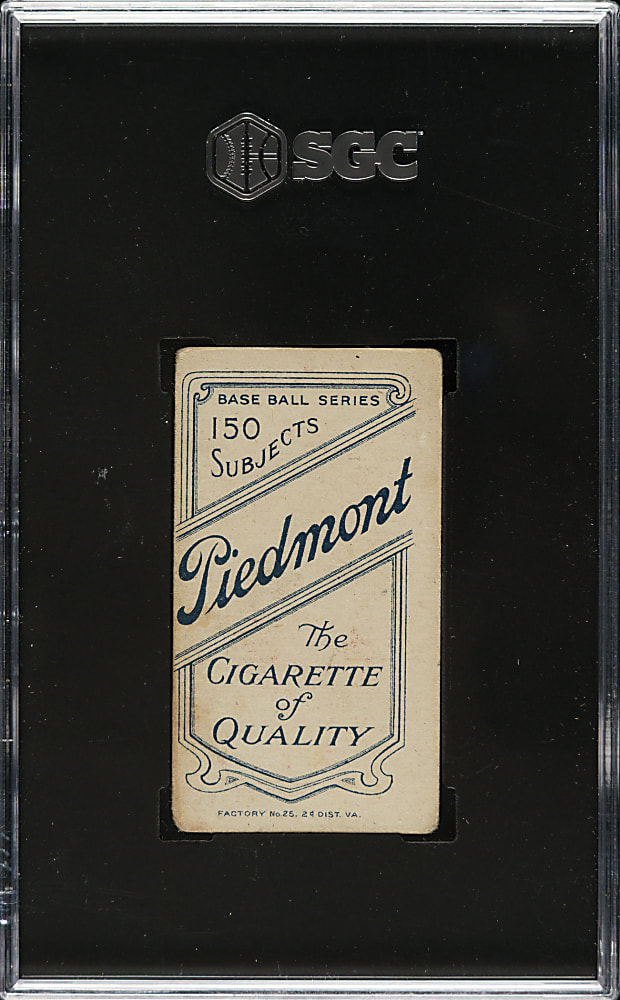 SGC
BASE BALL SERIES
150
SUBJECTS
Piedmont
The
CIGARETTE
of
QUALITY
FACTORY No. 25. 2d DIST. VA.